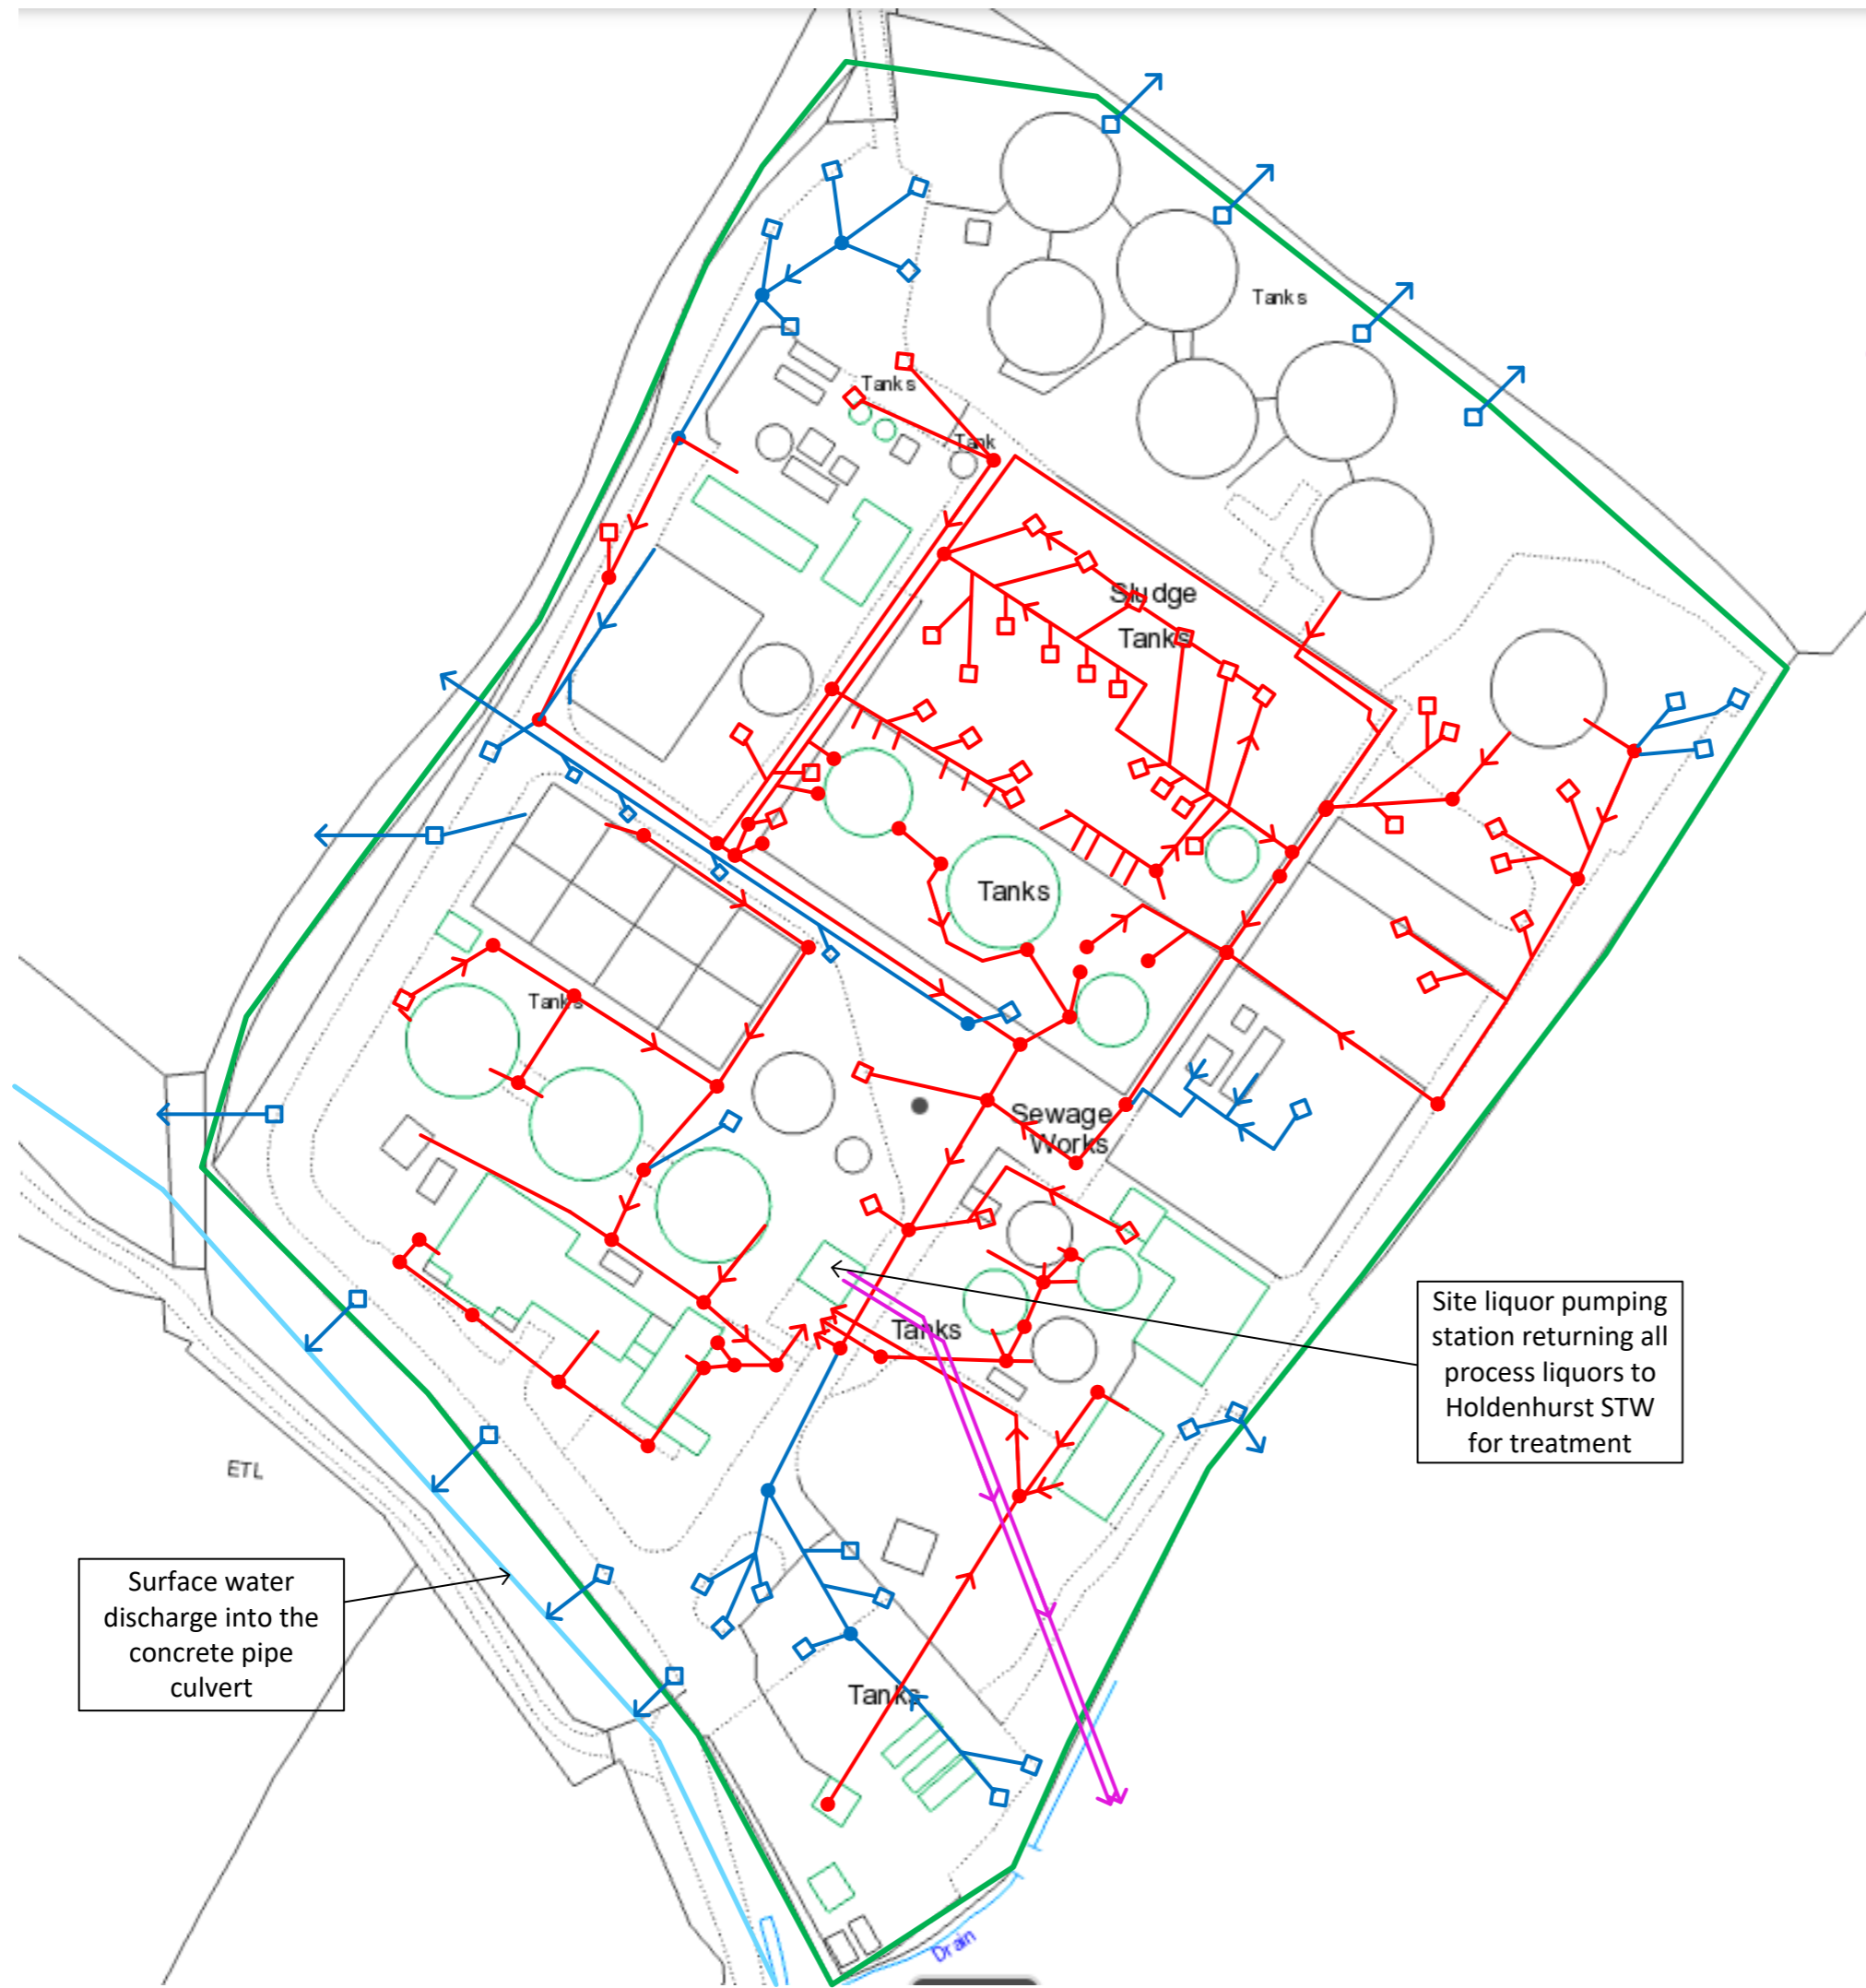 Tanks
Tanks
Tank
Sludge
Tanks
Tanks
Tanks
Sewage
Works
Tanks
Site liquor pumping
station returning all
process liquors to
Holdenhurst STW
for treatment
ETL
Surface water
discharge into the
concrete pipe
culvert
Tanks
Drain